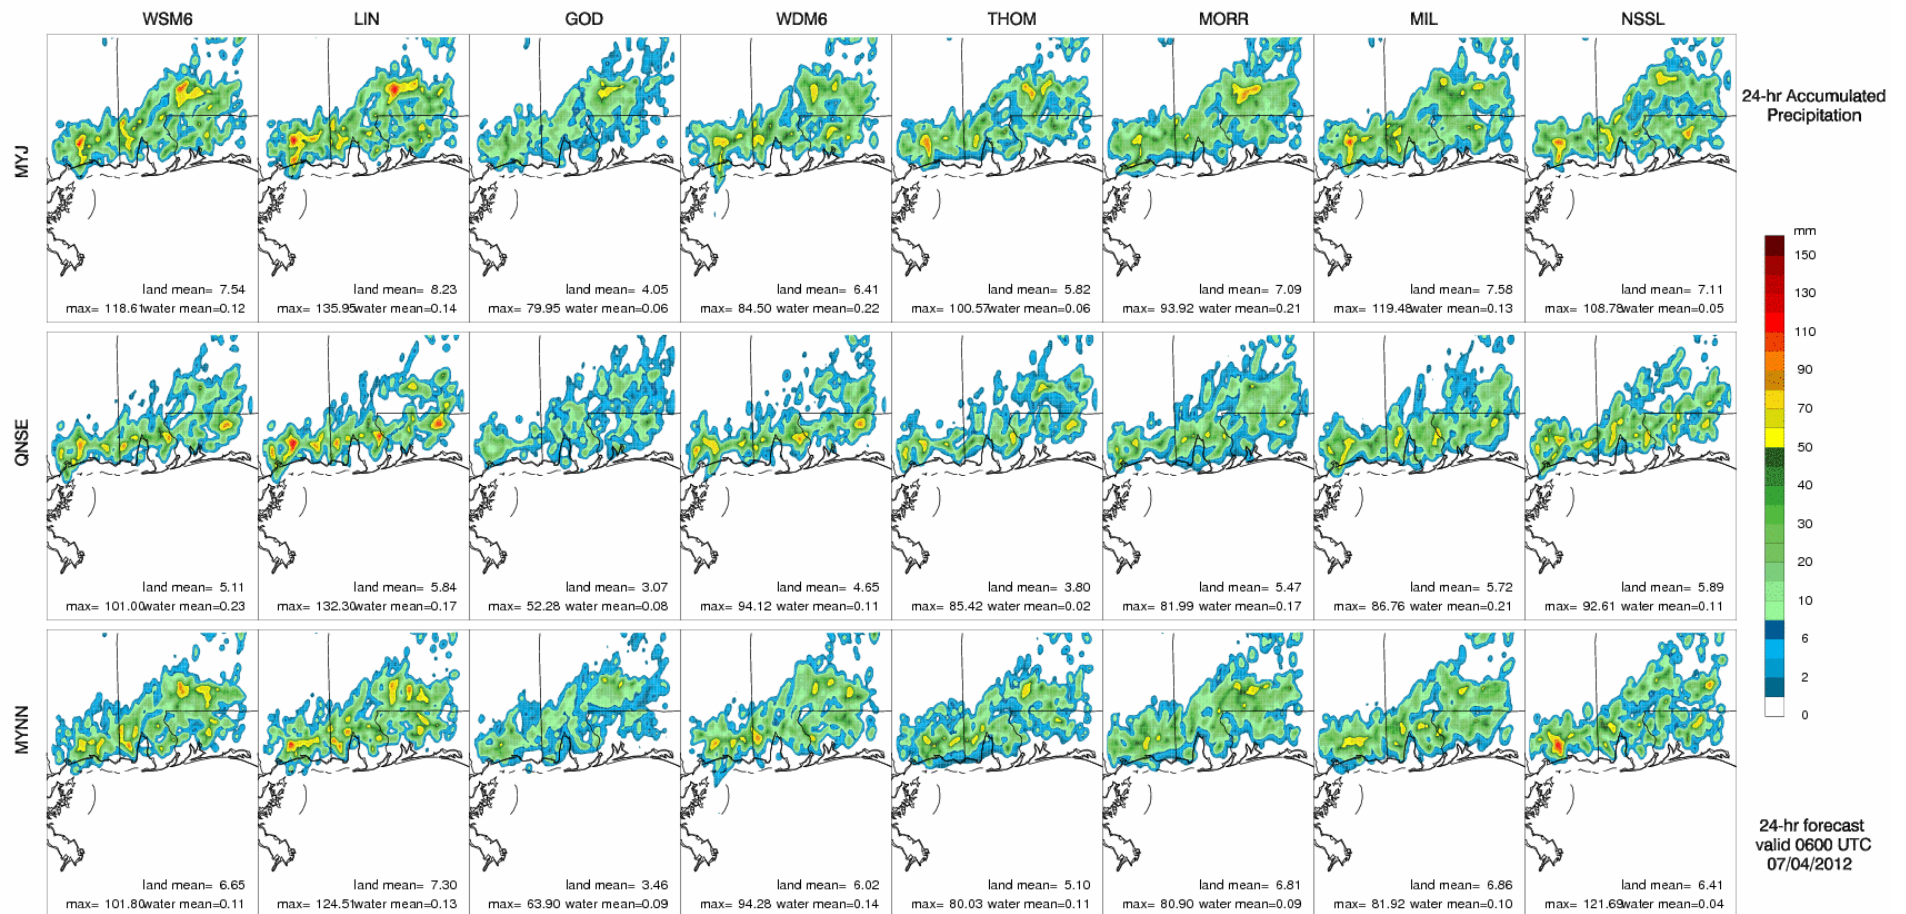 WSM6 LIN GOD WDM6 THOM MORR MIL NSSL
24-hr Accumulated
Precipitation
MYJ
land mean= 7.54 land mean= 8.23 land mean= 4.05 land mean= 6.41 land mean= 5.82 land mean= 7.09 land mean= 7.58 land mean= 7.11
max= 118.61water mean=0.12 max= 135.95water mean=0.14 max= 79.95 water mean=0.06 max= 84.50 water mean=0.22 max= 100.57water mean=0.06 max= 93.92 water mean=0.21 max= 119.48water mean=0.13 max= 108.78water mean=0.05
QNSE
land mean= 5.11 land mean= 5.84 land mean= 3.07 land mean= 4.65 land mean= 3.80 land mean= 5.47 land mean= 5.72 land mean= 5.89
max= 101.00water mean=0.23 max= 132.30water mean=0.17 max= 52.28 water mean=0.08 max= 94.12 water mean=0.11 max= 85.42 water mean=0.02 max= 81.99 water mean=0.17 max= 86.76 water mean=0.21 max= 92.61 water mean=0.11
MYNN
land mean= 6.65 land mean= 7.30 land mean= 3.46 land mean= 6.02 land mean= 5.10 land mean= 6.81 land mean= 6.86 land mean= 6.41
max= 101.80water mean=0.11 max= 124.51water mean=0.13 max= 63.90 water mean=0.09 max= 94.28 water mean=0.14 max= 80.03 water mean=0.11 max= 80.90 water mean=0.09 max= 81.92 water mean=0.10 max= 121.69water mean=0.04
mm
150
130
110
90
70
50
40
30
20
10
6
2
0
24-hr forecast
valid 0600 UTC
07/04/2012